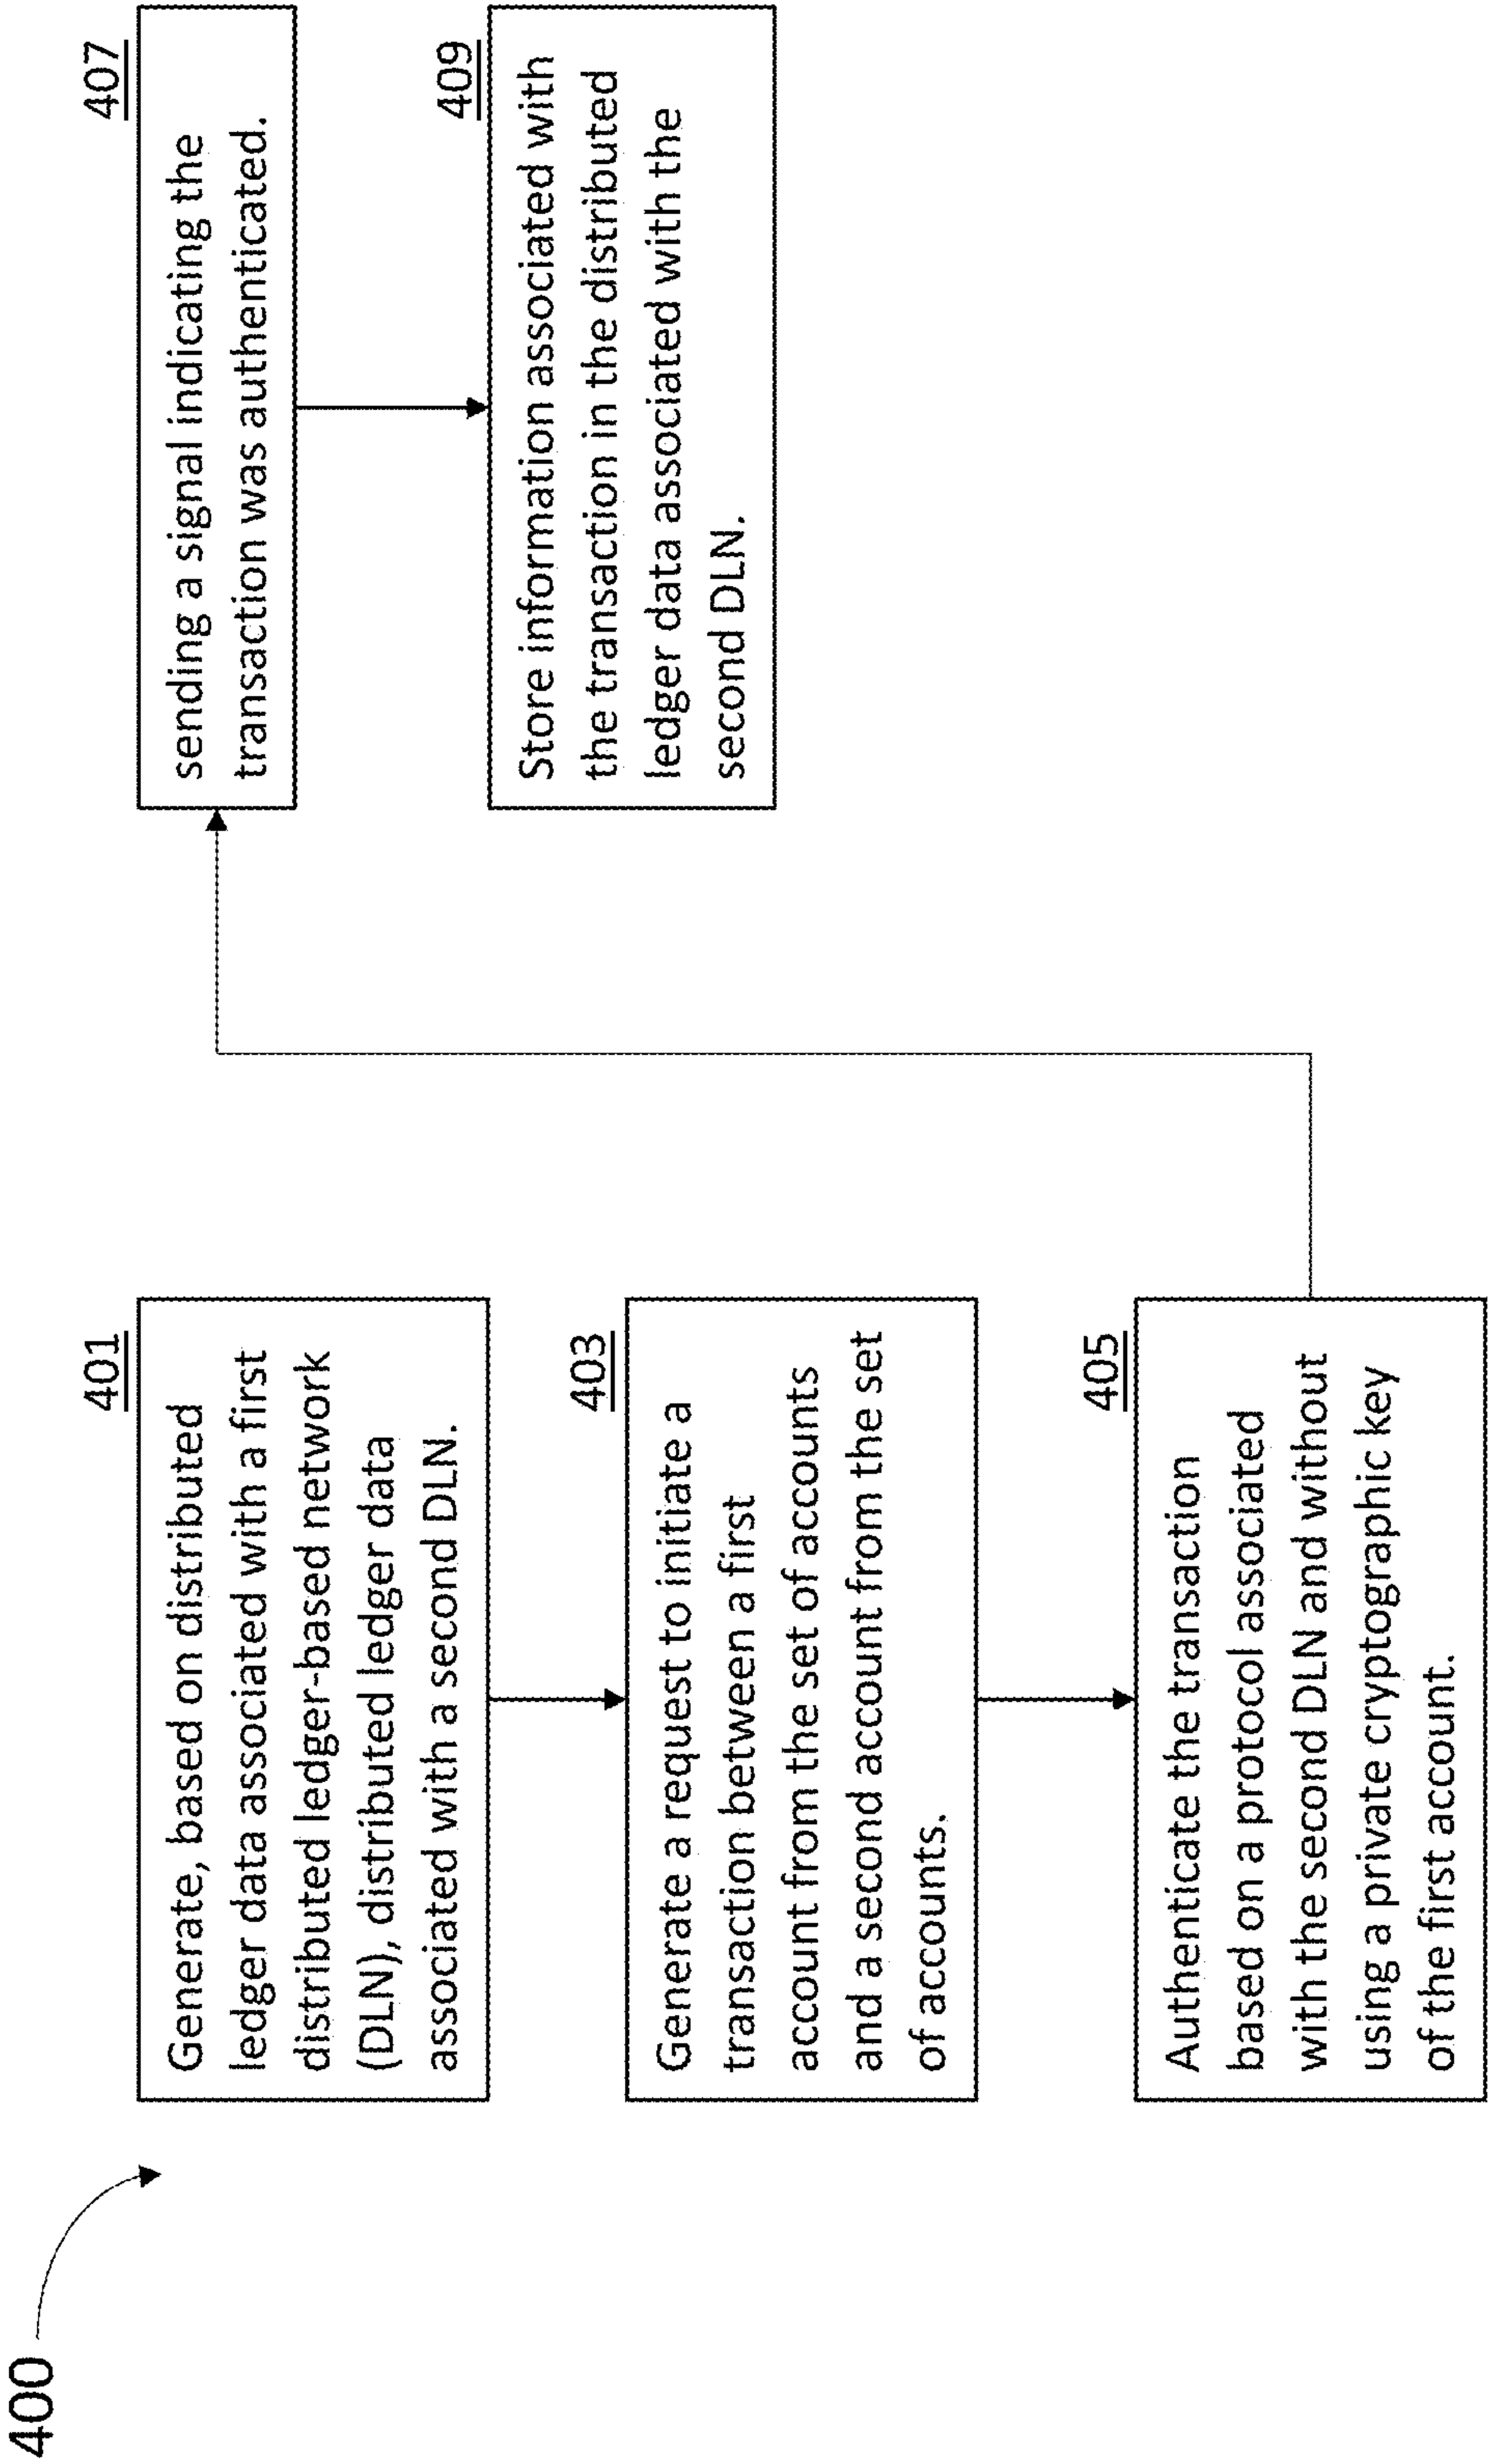 400
401
Generate, based on distributed
ledger data associated with a first
distributed ledger-based network
(DLN), distributed ledger data
associated with a second DLN.
403
Generate a request to initiate a
transaction between a first
account from the set of accounts
and a second account from the set
of accounts.
405
Authenticate the transaction
based on a protocol associated
with the second DLN and without
using a private cryptographic key
of the first account.
407
sending a signal indicating the
transaction was authenticated.
409
Store information associated with
the transaction in the distributed
ledger data associated with the
second DLN.